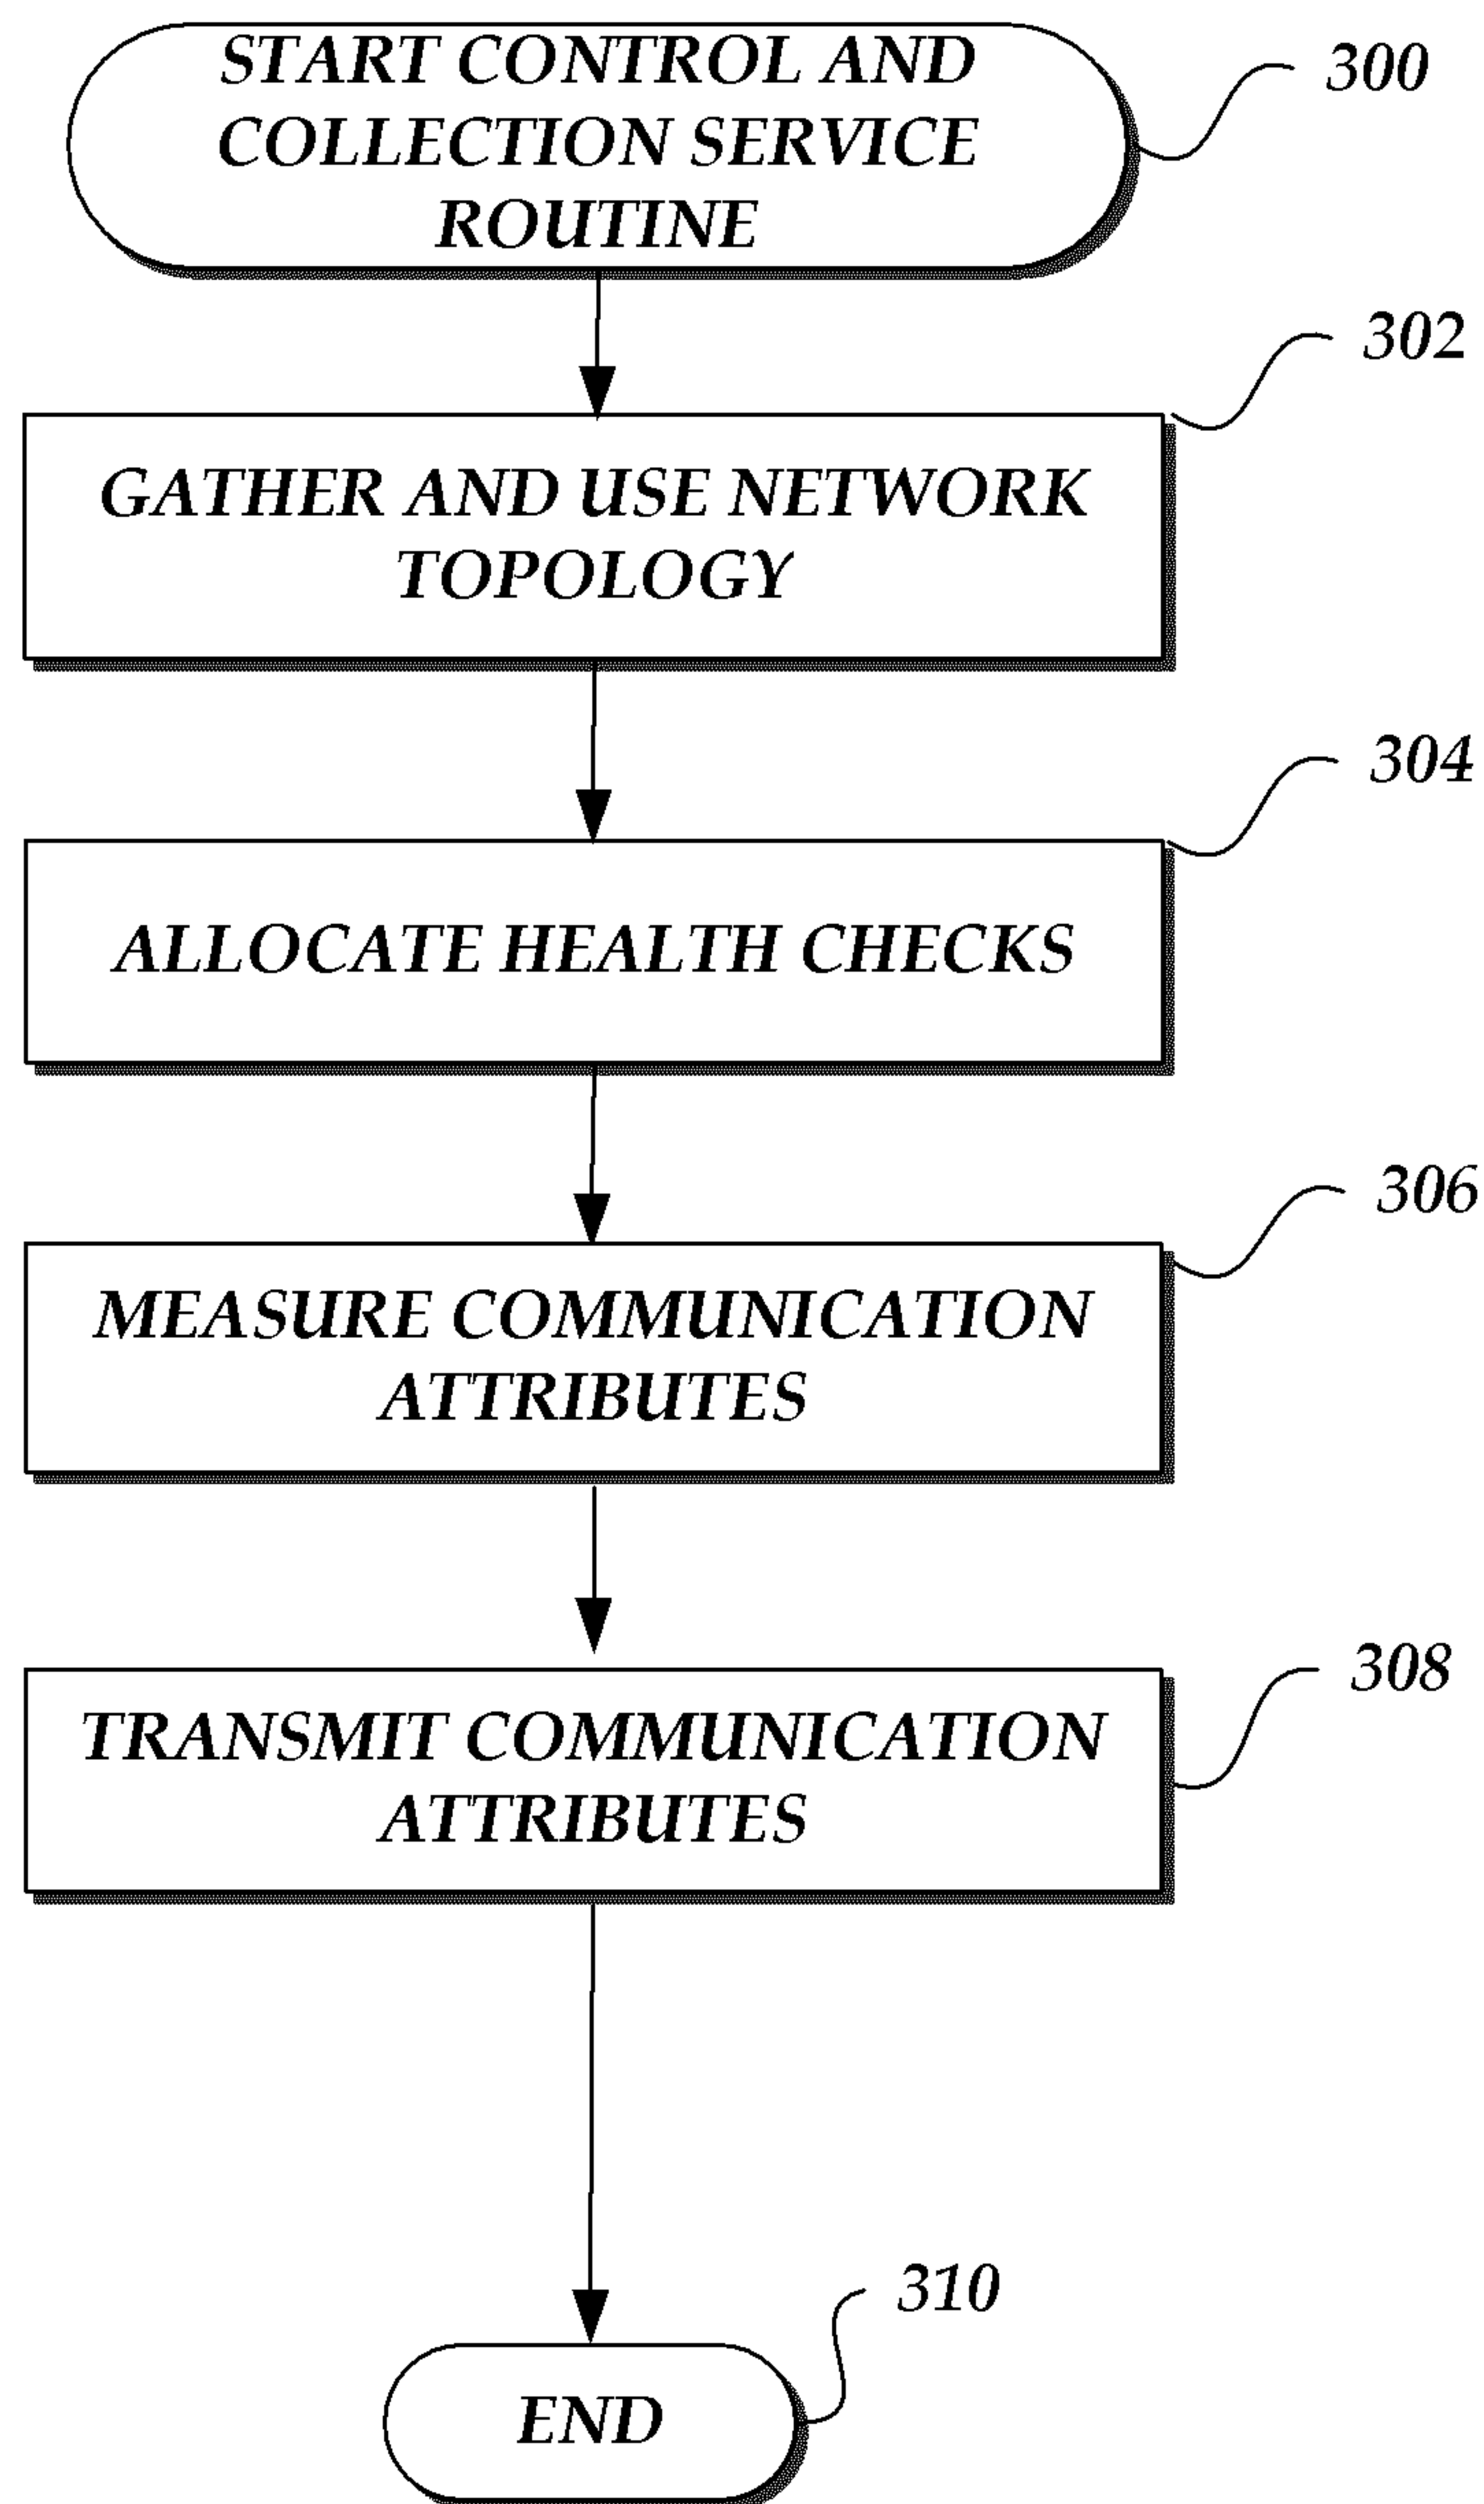 START CONTROL AND
COLLECTION SERVICE
ROUTINE
300
302
GATHER AND USE NETWORK
TOPOLOGY
304
ALLOCATE HEALTH CHECKS
306
MEASURE COMMUNICATION
ATTRIBUTES
308
TRANSMIT COMMUNICATION
ATTRIBUTES
310
END